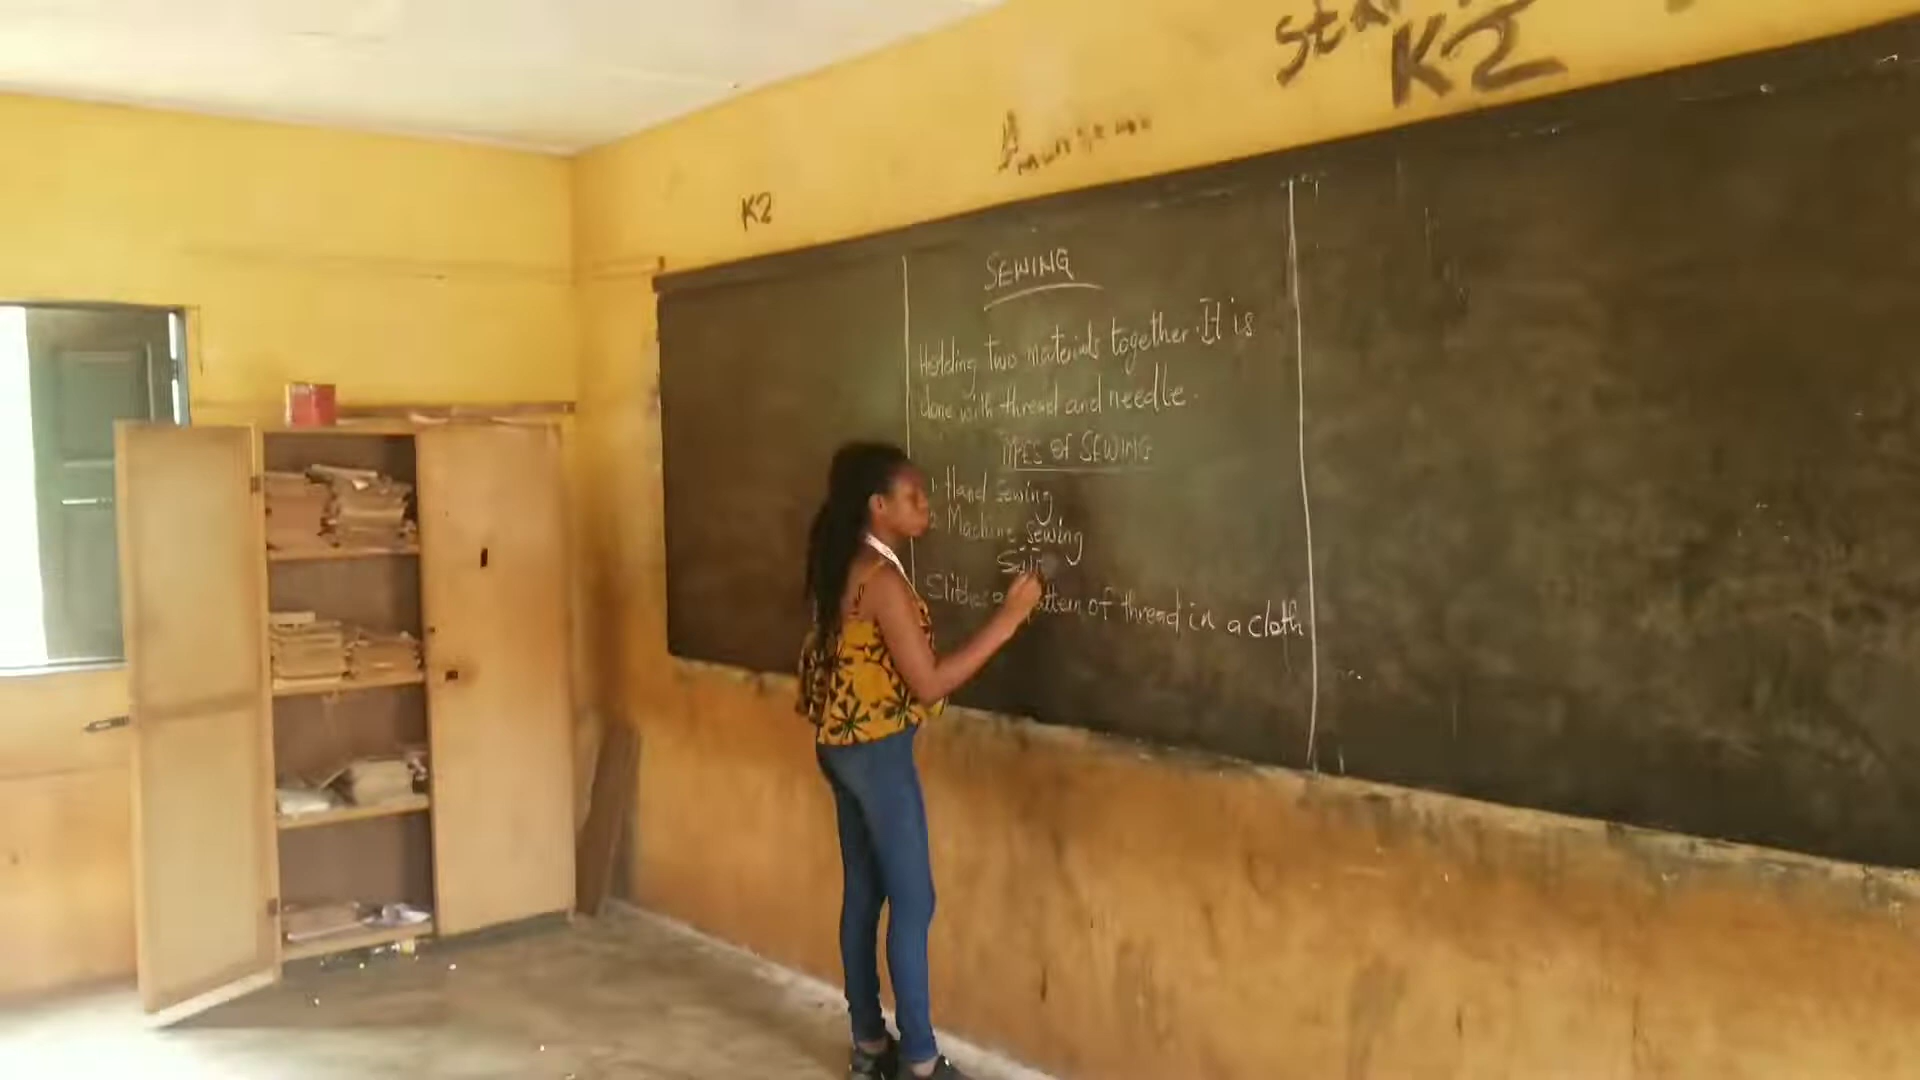 K2
K2
SEWING
Holding two materials together. It is
done with thread and needle.
TYPES OF SEWING
1. Hand Sewing
2. Machine sewing
pattern of thread in a cloth